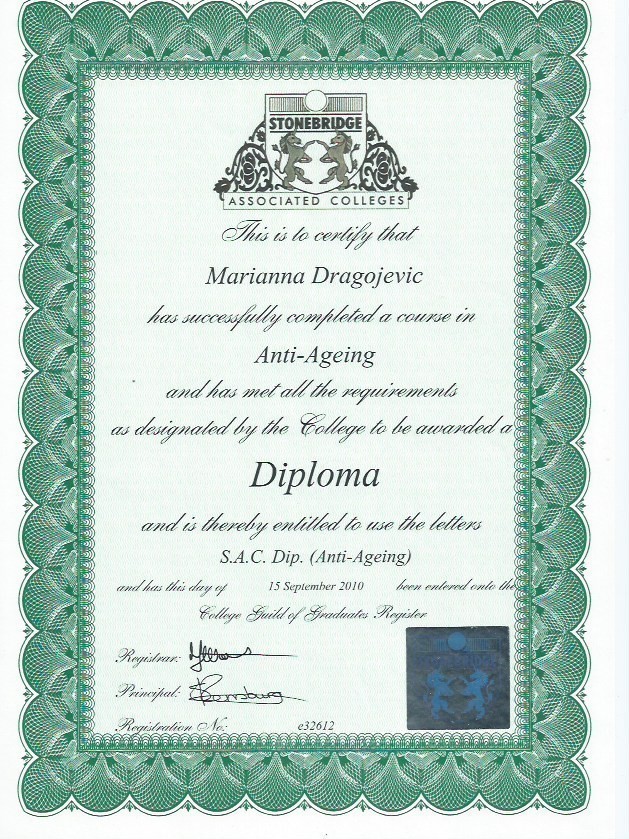 STONEBRIDGE
ASSOCIATED COLLEGES
This is to certify that
Marianna Dragojevic
has successfully completed a course in
Anti-Ageing
and has met all the requirements
as designated by the College to be awarded a
Diploma
and is thereby entitled to use the letters
S.A.C. Dip. (Anti-Ageing)
and has this day of 15 September 2010 been entered onto the
College Guild of Graduates Register
Registrar:
Principal:
Registration No: e32612